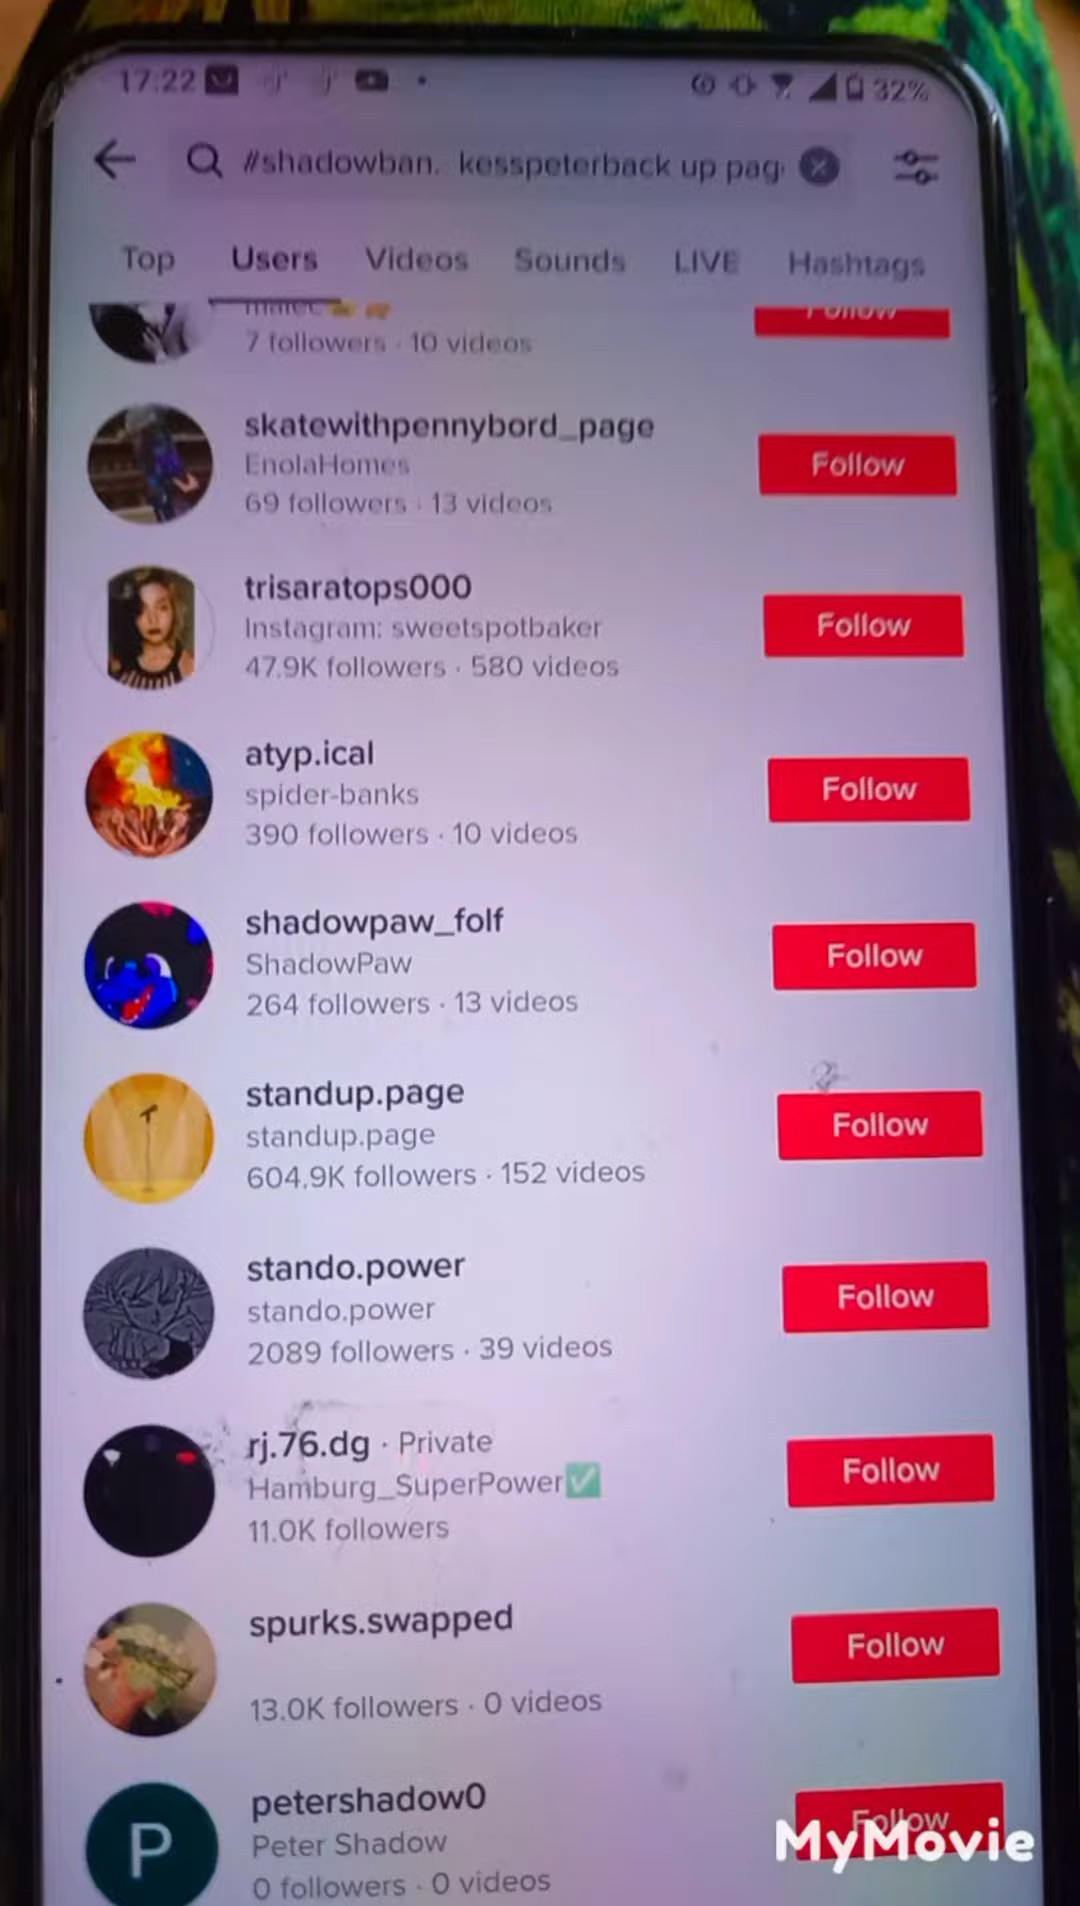 17:22
32%
#shadowban. kesspeterback up pag
Top Users Videos Sounds LIVE Hashtags
Follow
7 followers · 10 videos
skatewithpennybord_page
EnolaHomes
69 followers · 13 videos
Follow
trisaratops000
Instagram: sweetspotbaker
47.9K followers · 580 videos
Follow
atyp.ical
spider-banks
390 followers · 10 videos
Follow
shadowpaw_folf
ShadowPaw
264 followers · 13 videos
Follow
standup.page
standup.page
604.9K followers · 152 videos
Follow
stando.power
stando.power
2089 followers · 39 videos
Follow
rj.76.dg · Private
Hamburg_SuperPower✅
11.0K followers
Follow
spurks.swapped
13.0K followers · 0 videos
Follow
P
petershadow0
Peter Shadow
0 followers · 0 videos
Follow
MyMovie